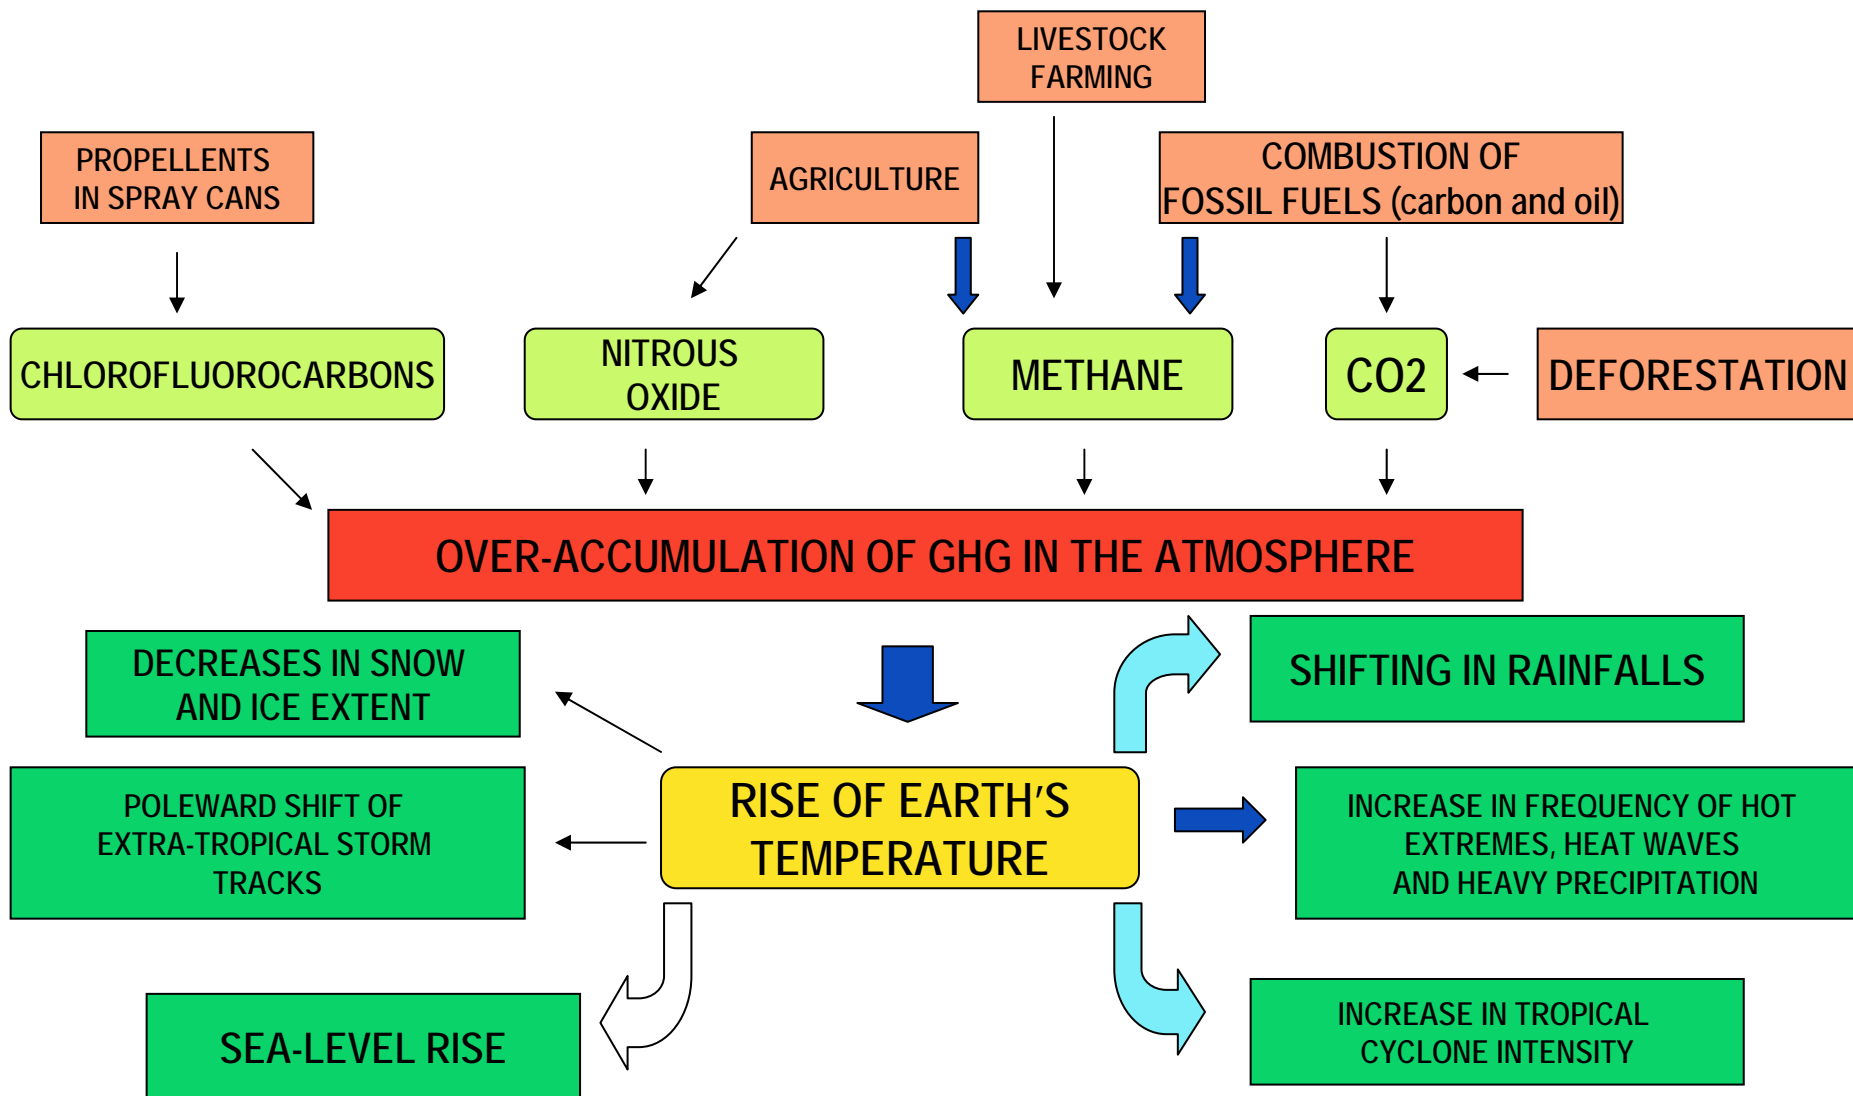 LIVESTOCK
FARMING
PROPELLENTS
IN SPRAY CANS
AGRICULTURE
COMBUSTION OF
FOSSIL FUELS (carbon and oil)
CHLOROFLUOROCARBONS
NITROUS
OXIDE
METHANE
CO2
DEFORESTATION
OVER-ACCUMULATION OF GHG IN THE ATMOSPHERE
DECREASES IN SNOW
AND ICE EXTENT
SHIFTING IN RAINFALLS
POLEWARD SHIFT OF
EXTRA-TROPICAL STORM
TRACKS
RISE OF EARTH’S
TEMPERATURE
INCREASE IN FREQUENCY OF HOT
EXTREMES, HEAT WAVES
AND HEAVY PRECIPITATION
SEA-LEVEL RISE
INCREASE IN TROPICAL
CYCLONE INTENSITY